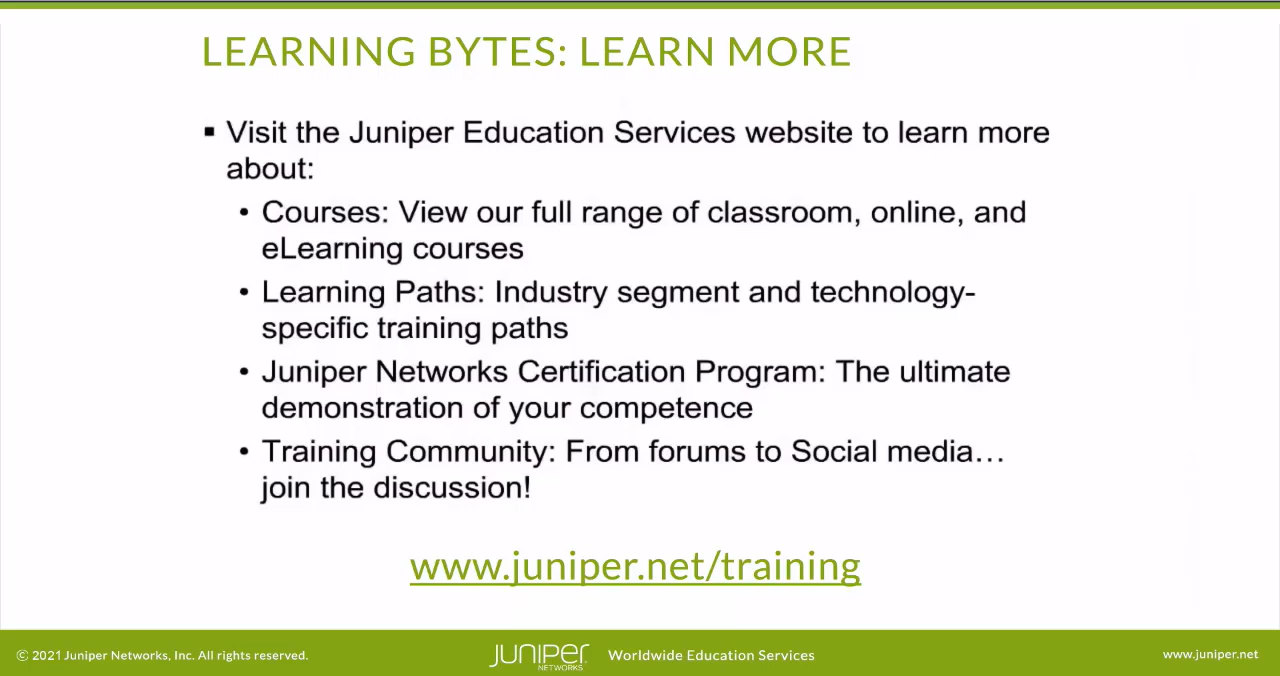 LEARNING BYTES: LEARN MORE
▪ Visit the Juniper Education Services website to learn more
about:
• Courses: View our full range of classroom, online, and
eLearning courses
• Learning Paths: Industry segment and technology-
specific training paths
• Juniper Networks Certification Program: The ultimate
demonstration of your competence
• Training Community: From forums to Social media…
join the discussion!
www.juniper.net/training
© 2021 Juniper Networks, Inc. All rights reserved.
JUNIPER
NETWORKS
Worldwide Education Services
www.juniper.net